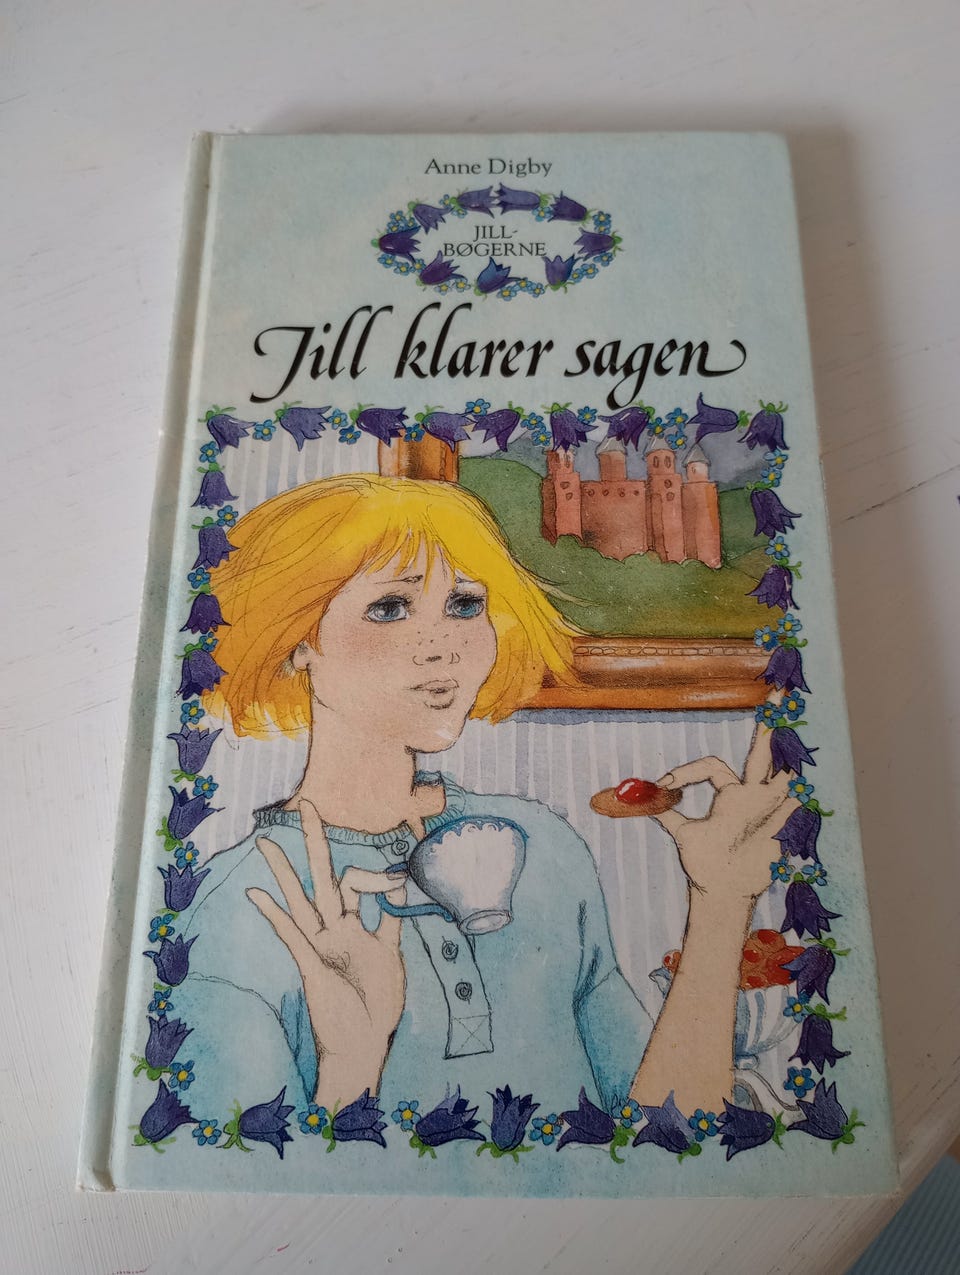 Anne Digby
JILL-
BØGERNE
Jill klarer sagen